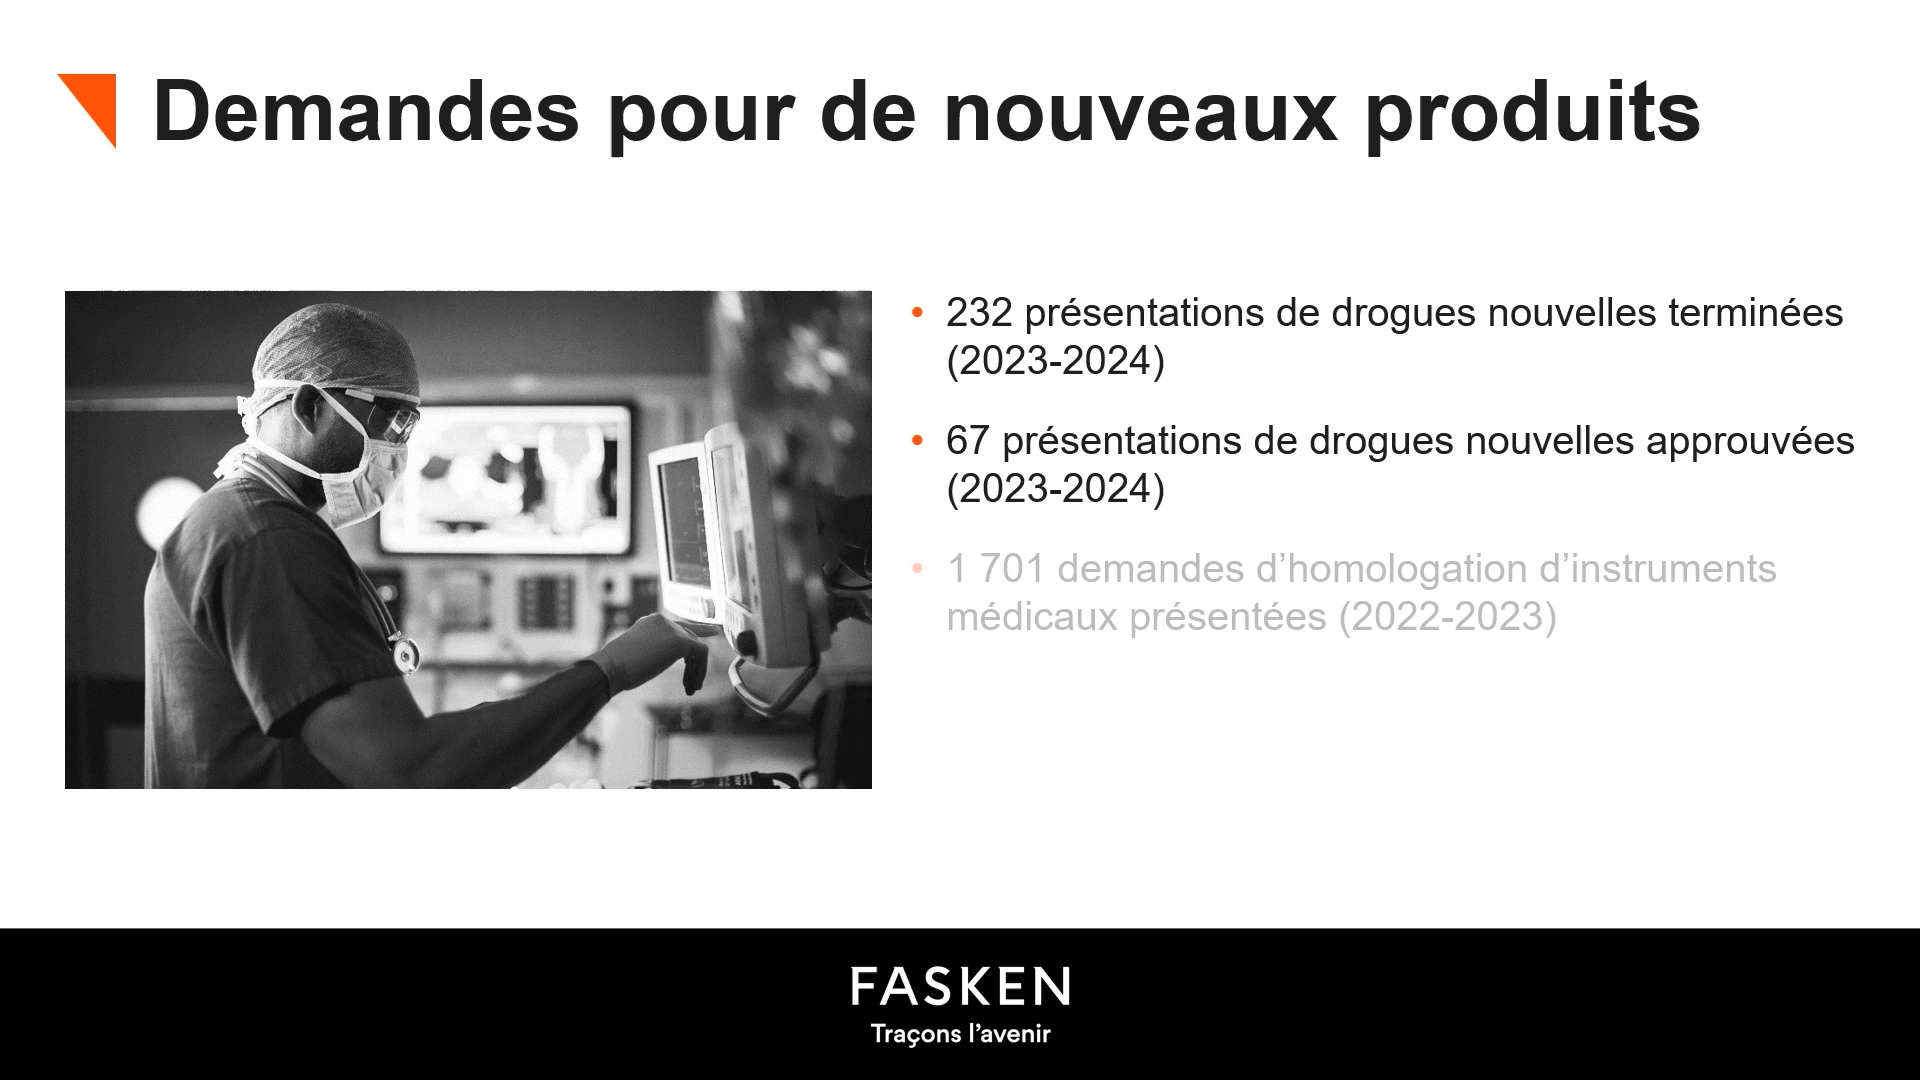 Demandes pour de nouveaux produits
• 232 présentations de drogues nouvelles terminées
(2023-2024)
• 67 présentations de drogues nouvelles approuvées
(2023-2024)
• 1 701 demandes d’homologation d’instruments
médicaux présentées (2022-2023)
FASKEN
Traçons l’avenir